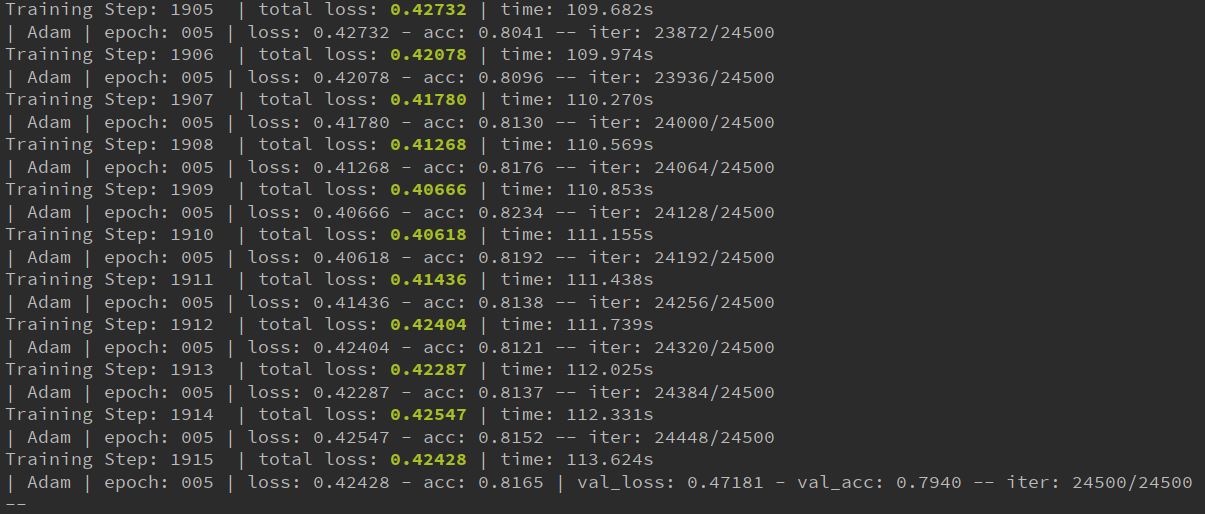 Training Step: 1905  | total loss: 0.42732 | time: 109.682s
| Adam | epoch: 005 | loss: 0.42732 - acc: 0.8041 -- iter: 23872/24500
Training Step: 1906  | total loss: 0.42078 | time: 109.974s
| Adam | epoch: 005 | loss: 0.42078 - acc: 0.8096 -- iter: 23936/24500
Training Step: 1907  | total loss: 0.41780 | time: 110.270s
| Adam | epoch: 005 | loss: 0.41780 - acc: 0.8130 -- iter: 24000/24500
Training Step: 1908  | total loss: 0.41268 | time: 110.569s
| Adam | epoch: 005 | loss: 0.41268 - acc: 0.8176 -- iter: 24064/24500
Training Step: 1909  | total loss: 0.40666 | time: 110.853s
| Adam | epoch: 005 | loss: 0.40666 - acc: 0.8234 -- iter: 24128/24500
Training Step: 1910  | total loss: 0.40618 | time: 111.155s
| Adam | epoch: 005 | loss: 0.40618 - acc: 0.8192 -- iter: 24192/24500
Training Step: 1911  | total loss: 0.41436 | time: 111.438s
| Adam | epoch: 005 | loss: 0.41436 - acc: 0.8138 -- iter: 24256/24500
Training Step: 1912  | total loss: 0.42404 | time: 111.739s
| Adam | epoch: 005 | loss: 0.42404 - acc: 0.8121 -- iter: 24320/24500
Training Step: 1913  | total loss: 0.42287 | time: 112.025s
| Adam | epoch: 005 | loss: 0.42287 - acc: 0.8137 -- iter: 24384/24500
Training Step: 1914  | total loss: 0.42547 | time: 112.331s
| Adam | epoch: 005 | loss: 0.42547 - acc: 0.8152 -- iter: 24448/24500
Training Step: 1915  | total loss: 0.42428 | time: 113.624s
| Adam | epoch: 005 | loss: 0.42428 - acc: 0.8165 | val_loss: 0.47181 - val_acc: 0.7940 -- iter: 24500/24500
--